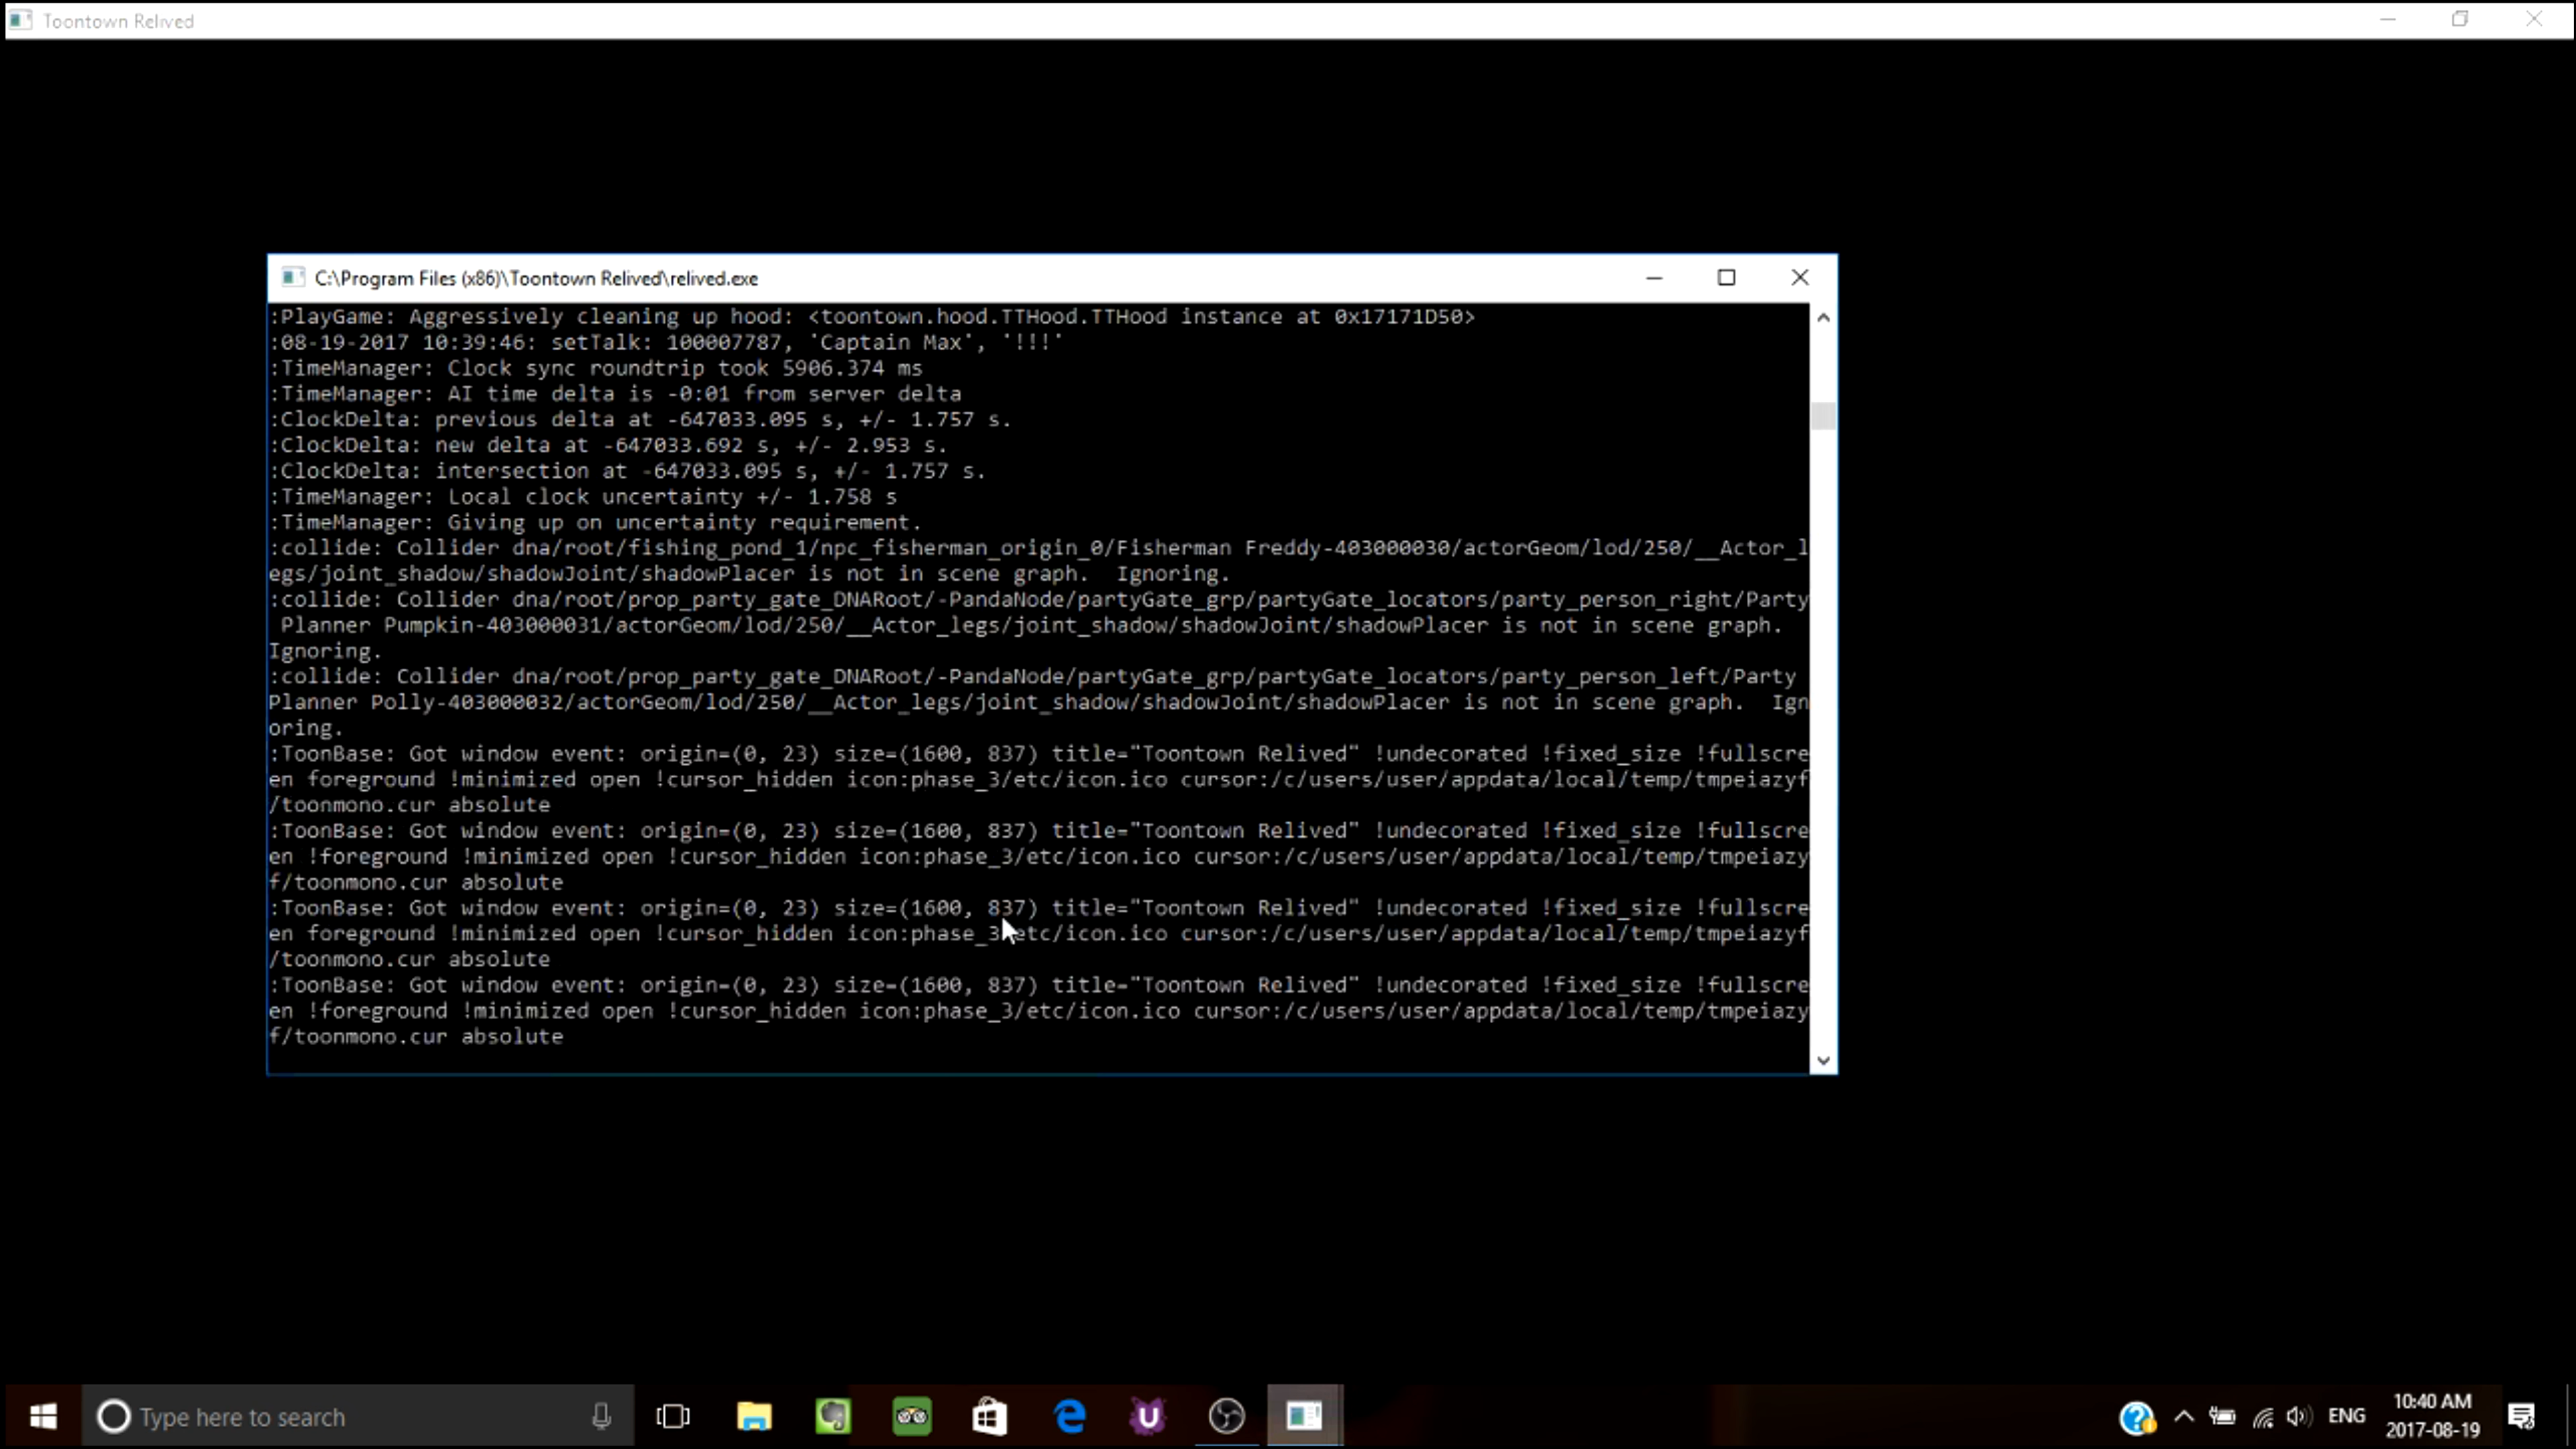 Toontown Relived
C:\Program Files (x86)\Toontown Relived\relived.exe
:PlayGame: Aggressively cleaning up hood: <toontown.hood.TTHood.TTHood instance at 0x17171D50>
:08-19-2017 10:39:46: setTalk: 100007787, 'Captain Max', '!!!'
:TimeManager: Clock sync roundtrip took 5906.374 ms
:TimeManager: AI time delta is -0:01 from server delta
:ClockDelta: previous delta at -647033.095 s, +/- 1.757 s.
:ClockDelta: new delta at -647033.692 s, +/- 2.953 s.
:ClockDelta: intersection at -647033.095 s, +/- 1.757 s.
:TimeManager: Local clock uncertainty +/- 1.758 s
:TimeManager: Giving up on uncertainty requirement.
:collide: Collider dna/root/fishing_pond_1/npc_fisherman_origin_0/Fisherman Freddy-403000030/actorGeom/lod/250/__Actor_l
egs/joint_shadow/shadowJoint/shadowPlacer is not in scene graph.  Ignoring.
:collide: Collider dna/root/prop_party_gate_DNARoot/-PandaNode/partyGate_grp/partyGate_locators/party_person_right/Party
 Planner Pumpkin-403000031/actorGeom/lod/250/__Actor_legs/joint_shadow/shadowJoint/shadowPlacer is not in scene graph.
Ignoring.
:collide: Collider dna/root/prop_party_gate_DNARoot/-PandaNode/partyGate_grp/partyGate_locators/party_person_left/Party
Planner Polly-403000032/actorGeom/lod/250/__Actor_legs/joint_shadow/shadowJoint/shadowPlacer is not in scene graph.  Ign
oring.
:ToonBase: Got window event: origin=(0, 23) size=(1600, 837) title="Toontown Relived" !undecorated !fixed_size !fullscre
en foreground !minimized open !cursor_hidden icon:phase_3/etc/icon.ico cursor:/c/users/user/appdata/local/temp/tmpeiazyf
/toonmono.cur absolute
:ToonBase: Got window event: origin=(0, 23) size=(1600, 837) title="Toontown Relived" !undecorated !fixed_size !fullscre
en !foreground !minimized open !cursor_hidden icon:phase_3/etc/icon.ico cursor:/c/users/user/appdata/local/temp/tmpeiazy
f/toonmono.cur absolute
:ToonBase: Got window event: origin=(0, 23) size=(1600, 837) title="Toontown Relived" !undecorated !fixed_size !fullscre
en foreground !minimized open !cursor_hidden icon:phase_3/etc/icon.ico cursor:/c/users/user/appdata/local/temp/tmpeiazyf
/toonmono.cur absolute
:ToonBase: Got window event: origin=(0, 23) size=(1600, 837) title="Toontown Relived" !undecorated !fixed_size !fullscre
en !foreground !minimized open !cursor_hidden icon:phase_3/etc/icon.ico cursor:/c/users/user/appdata/local/temp/tmpeiazy
f/toonmono.cur absolute
Type here to search
ENG
10:40 AM
2017-08-19